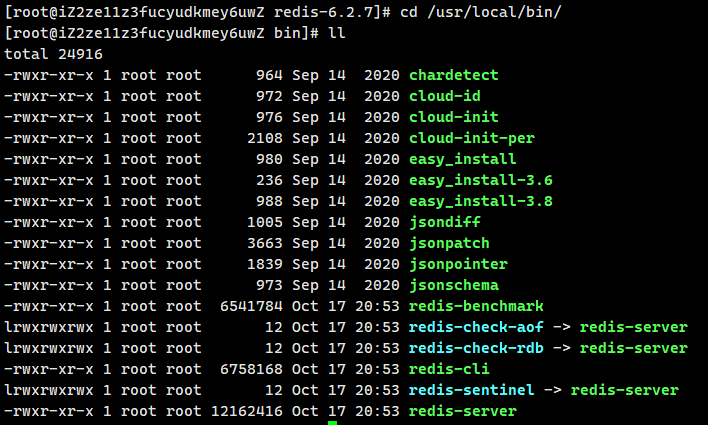 [root@iZ2ze11z3fucyudkmey6uwZ redis-6.2.7]# cd /usr/local/bin/
[root@iZ2ze11z3fucyudkmey6uwZ bin]# ll
total 24916
-rwxr-xr-x 1 root root      964 Sep 14  2020 chardetect
-rwxr-xr-x 1 root root      972 Sep 14  2020 cloud-id
-rwxr-xr-x 1 root root      976 Sep 14  2020 cloud-init
-rwxr-xr-x 1 root root     2108 Sep 14  2020 cloud-init-per
-rwxr-xr-x 1 root root      980 Sep 14  2020 easy_install
-rwxr-xr-x 1 root root      236 Sep 14  2020 easy_install-3.6
-rwxr-xr-x 1 root root      988 Sep 14  2020 easy_install-3.8
-rwxr-xr-x 1 root root     1005 Sep 14  2020 jsondiff
-rwxr-xr-x 1 root root     3663 Sep 14  2020 jsonpatch
-rwxr-xr-x 1 root root     1839 Sep 14  2020 jsonpointer
-rwxr-xr-x 1 root root      973 Sep 14  2020 jsonschema
-rwxr-xr-x 1 root root  6541784 Oct 17 20:53 redis-benchmark
lrwxrwxrwx 1 root root       12 Oct 17 20:53 redis-check-aof -> redis-server
lrwxrwxrwx 1 root root       12 Oct 17 20:53 redis-check-rdb -> redis-server
-rwxr-xr-x 1 root root  6758168 Oct 17 20:53 redis-cli
lrwxrwxrwx 1 root root       12 Oct 17 20:53 redis-sentinel -> redis-server
-rwxr-xr-x 1 root root 12162416 Oct 17 20:53 redis-server